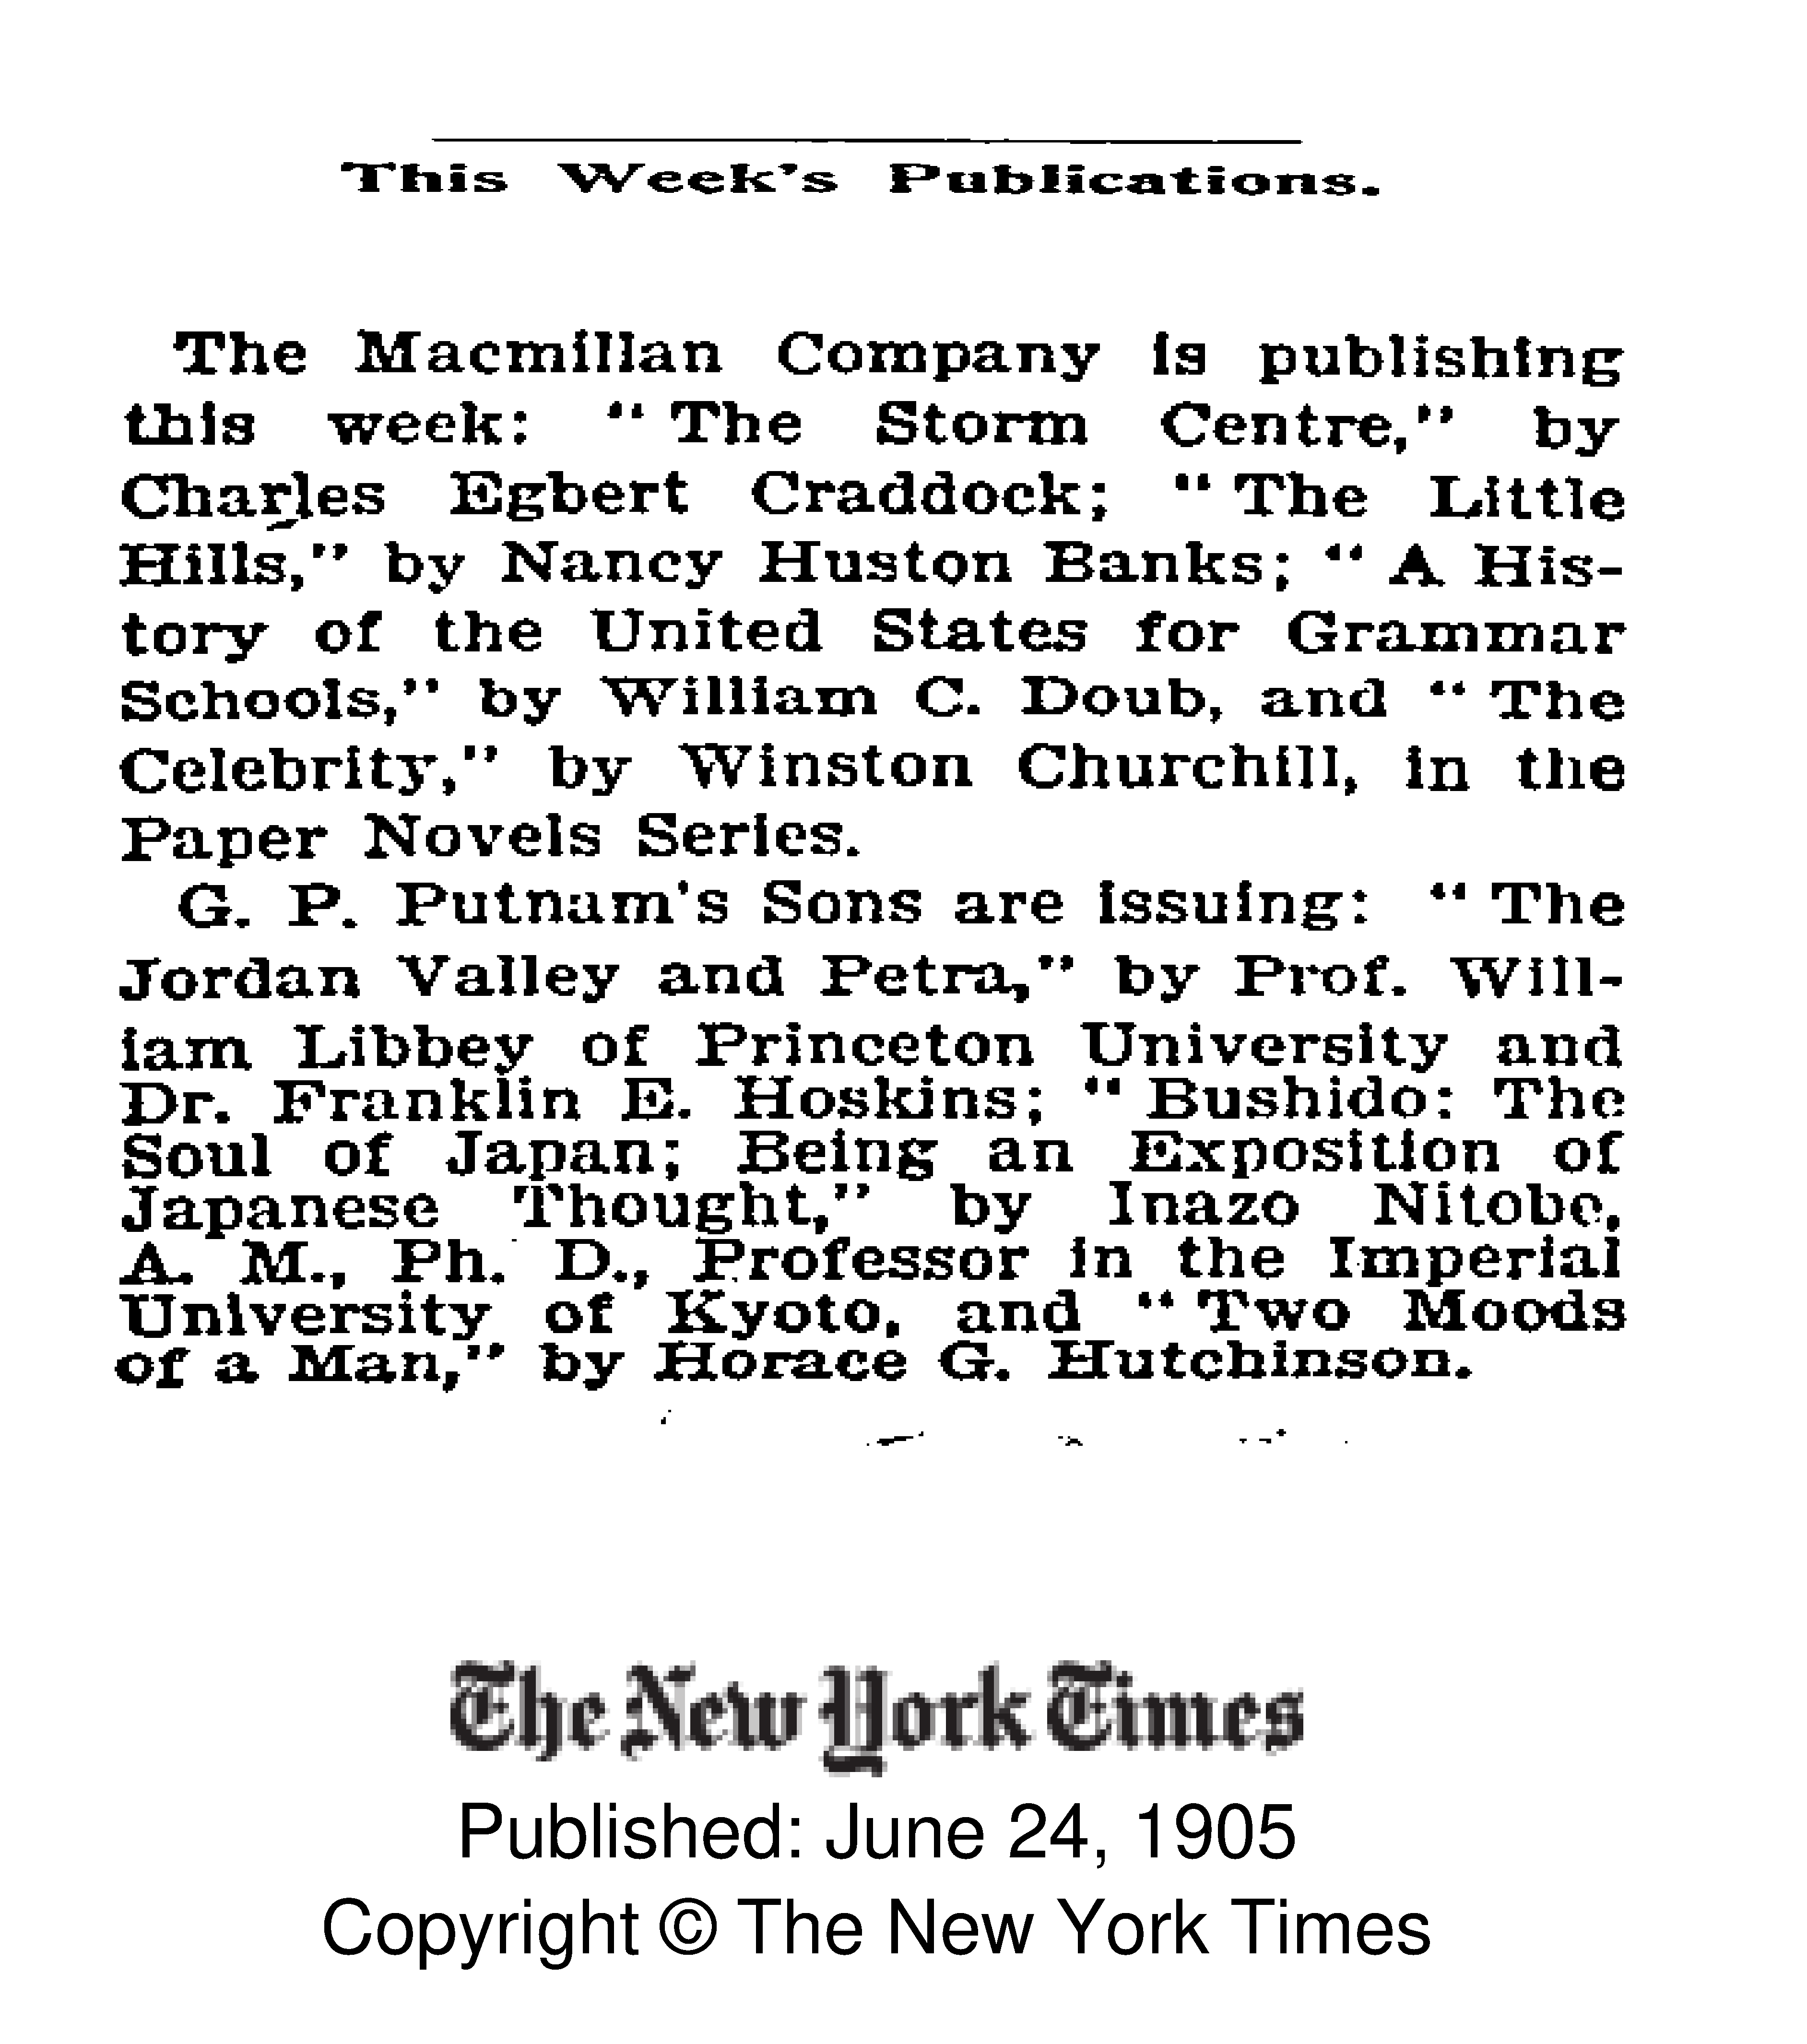 This Week's Publications.
The Macmillan Company is publishing
this week: "The Storm Centre," by
Charles Egbert Craddock; "The Little
Hills," by Nancy Huston Banks; "A His-
tory of the United States for Grammar
Schools," by William C. Doub, and "The
Celebrity," by Winston Churchill, in the
Paper Novels Series.
G. P. Putnam's Sons are issuing: "The
Jordan Valley and Petra," by Prof. Will-
iam Libbey of Princeton University and
Dr. Franklin E. Hoskins; "Bushido: The
Soul of Japan; Being an Exposition of
Japanese Thought," by Inazo Nitobe,
A. M., Ph. D., Professor in the Imperial
University of Kyoto, and "Two Moods
of a Man," by Horace G. Hutchinson.
The New York Times
Published: June 24, 1905
Copyright © The New York Times